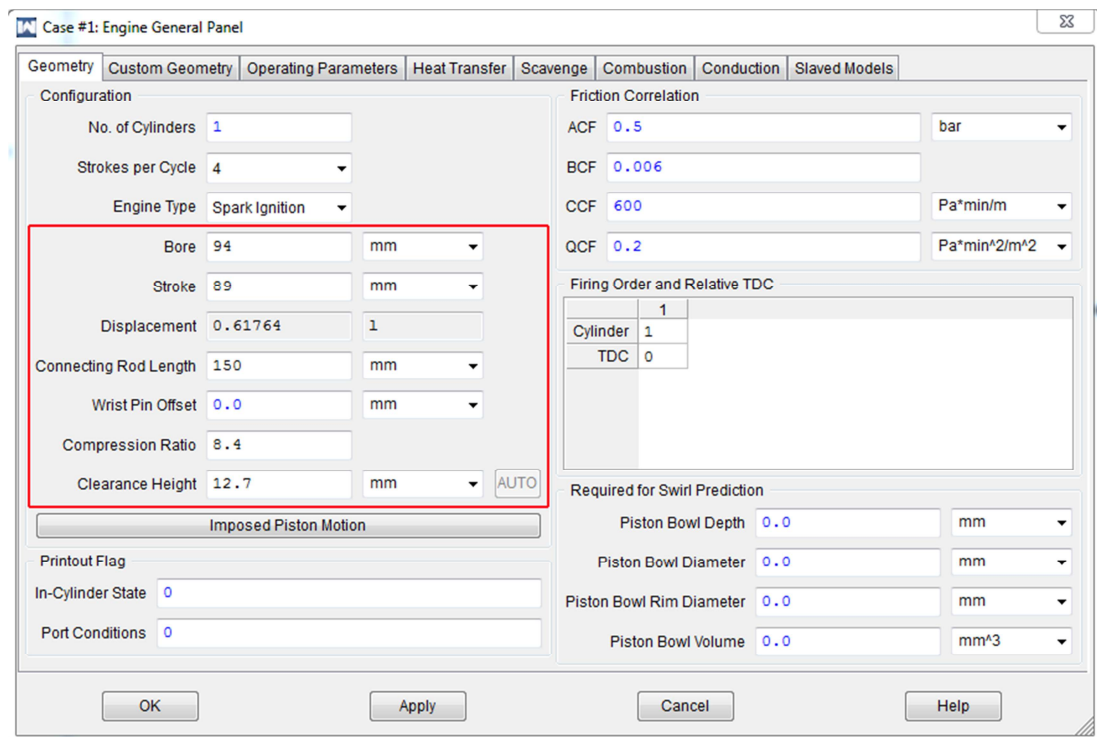 Case #1: Engine General Panel
Geometry Custom Geometry Operating Parameters Heat Transfer Scavenge Combustion Conduction Slaved Models
Configuration
No. of Cylinders 1
Strokes per Cycle 4
Engine Type Spark Ignition
Bore 94 mm
Stroke 89 mm
Displacement 0.61764 l
Connecting Rod Length 150 mm
Wrist Pin Offset 0.0 mm
Compression Ratio 8.4
Clearance Height 12.7 mm AUTO
Imposed Piston Motion
Printout Flag
In-Cylinder State 0
Port Conditions 0
Friction Correlation
ACF 0.5 bar
BCF 0.006
CCF 600 Pa*min/m
QCF 0.2 Pa*min^2/m^2
Firing Order and Relative TDC
1
Cylinder 1
TDC 0
Required for Swirl Prediction
Piston Bowl Depth 0.0 mm
Piston Bowl Diameter 0.0 mm
Piston Bowl Rim Diameter 0.0 mm
Piston Bowl Volume 0.0 mm^3
OK Apply Cancel Help